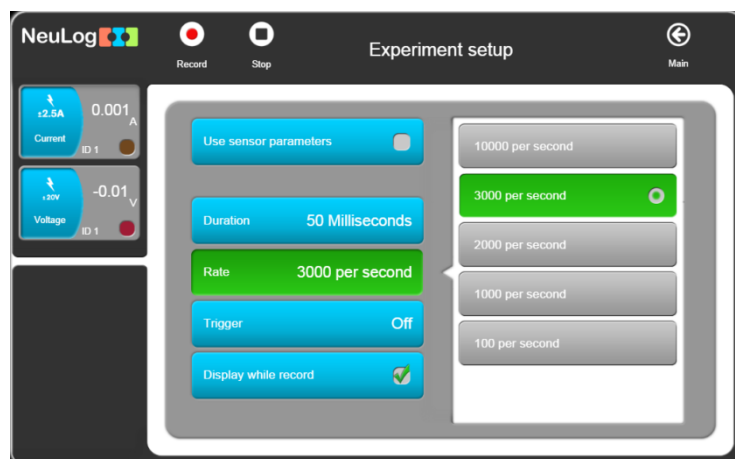 NeuLog
Record
Stop
Experiment setup
Main
±2.5A
0.001 A
Current
ID 1
±20V
-0.01 V
Voltage
ID 1
Use sensor parameters
Duration 50 Milliseconds
Rate 3000 per second
Trigger Off
Display while record
10000 per second
3000 per second
2000 per second
1000 per second
100 per second